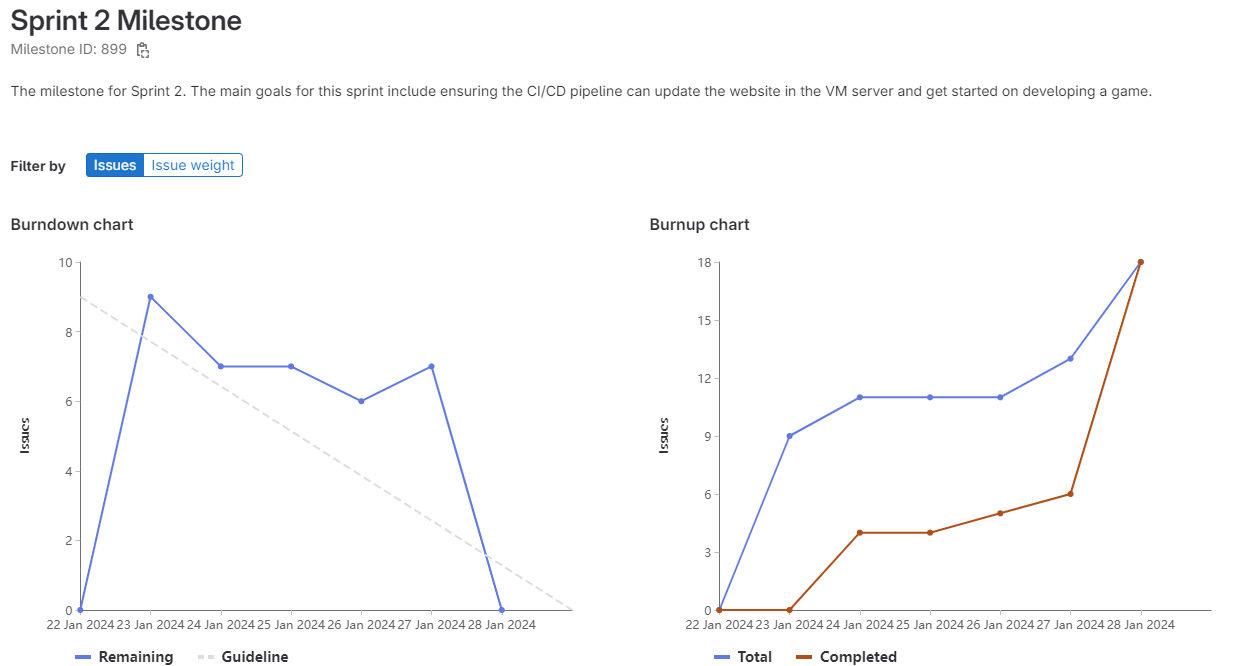 Sprint 2 Milestone
Milestone ID: 899
The milestone for Sprint 2. The main goals for this sprint include ensuring the CI/CD pipeline can update the website in the VM server and get started on developing a game.
Filter by Issues Issue weight
Burndown chart
10
8
6
4
2
0
Issues
22 Jan 2024 23 Jan 2024 24 Jan 2024 25 Jan 2024 26 Jan 2024 27 Jan 2024 28 Jan 2024
Remaining Guideline
Burnup chart
18
15
12
9
6
3
0
Issues
22 Jan 2024 23 Jan 2024 24 Jan 2024 25 Jan 2024 26 Jan 2024 27 Jan 2024 28 Jan 2024
Total Completed